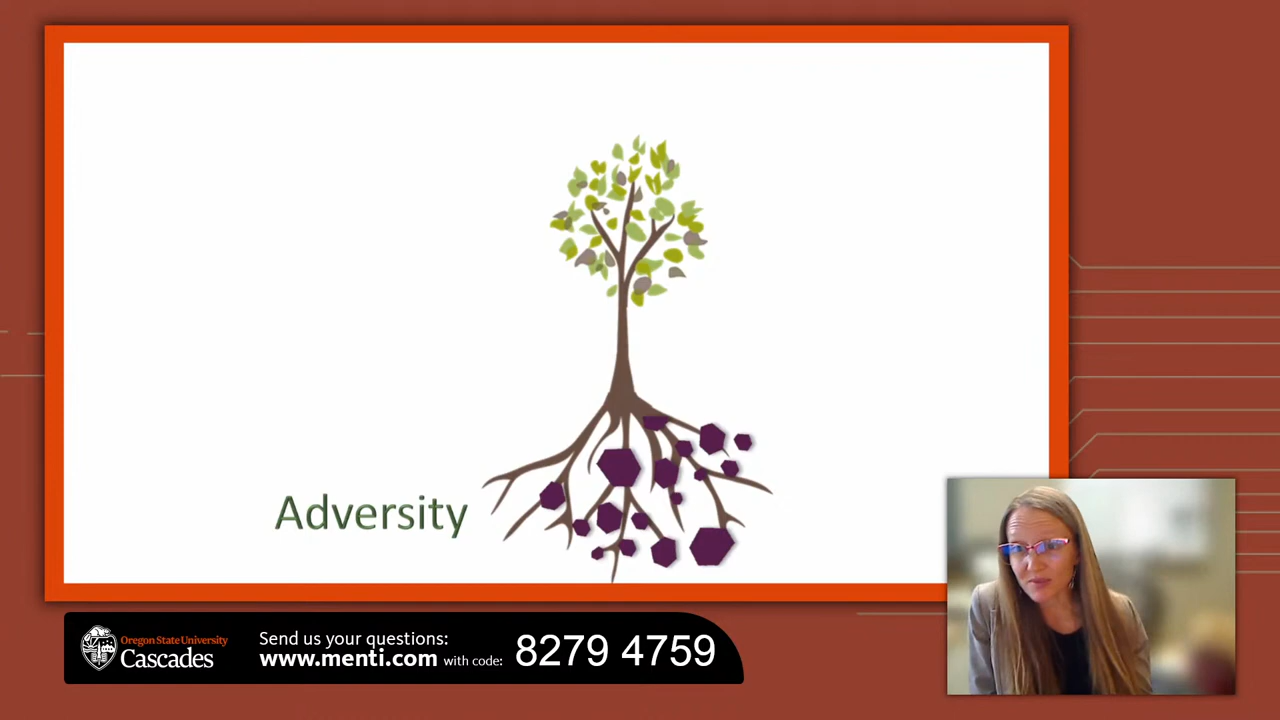 Adversity
Oregon State University
Cascades
Send us your questions:
www.menti.com with code:
8279 4759